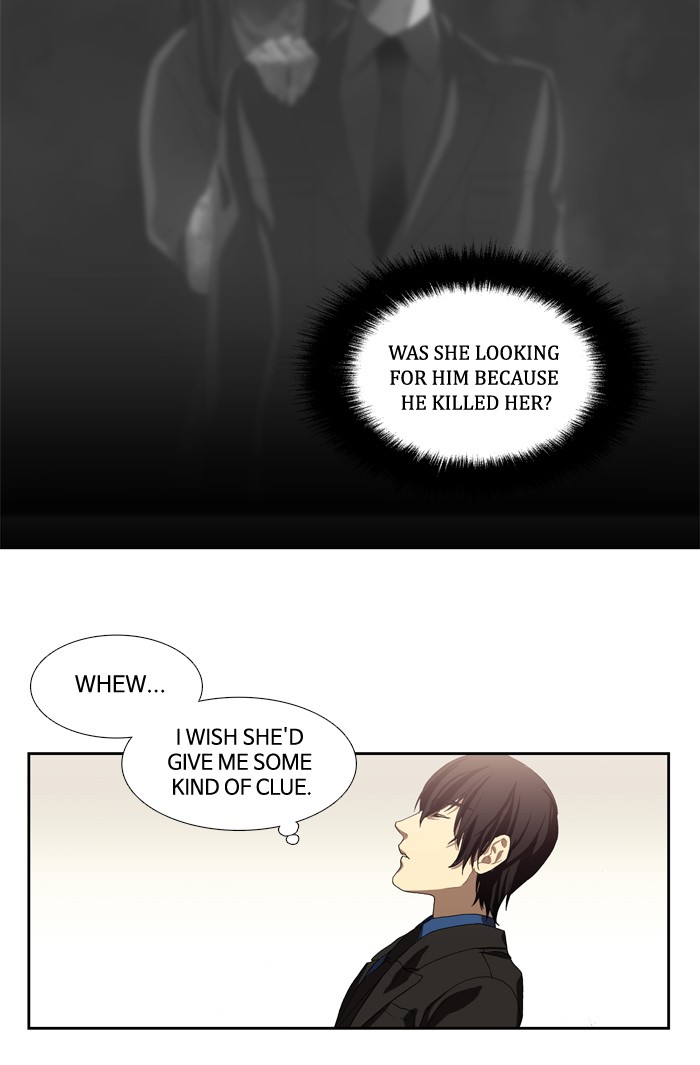 WAS SHE LOOKING
FOR HIM BECAUSE
HE KILLED HER?
WHEW...
I WISH SHE'D
GIVE ME SOME
KIND OF CLUE.